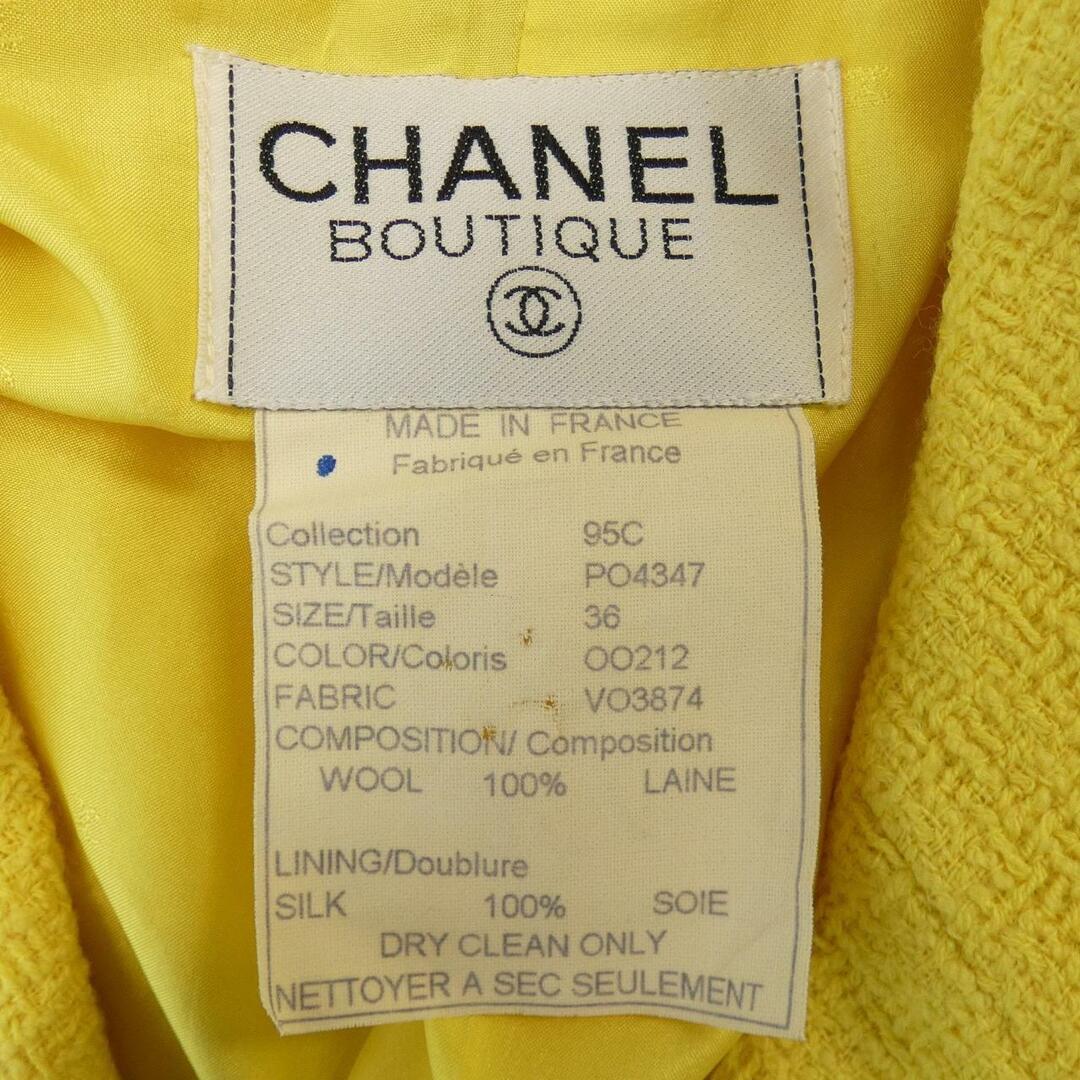 CHANEL
BOUTIQUE
MADE IN FRANCE
Fabriqué en France
Collection 95C
STYLE/Modèle PO4347
SIZE/Taille 36
COLOR/Coloris OO212
FABRIC VO3874
COMPOSITION/ Composition
WOOL 100% LAINE
LINING/Doublure
SILK 100% SOIE
DRY CLEAN ONLY
NETTOYER A SEC SEULEMENT